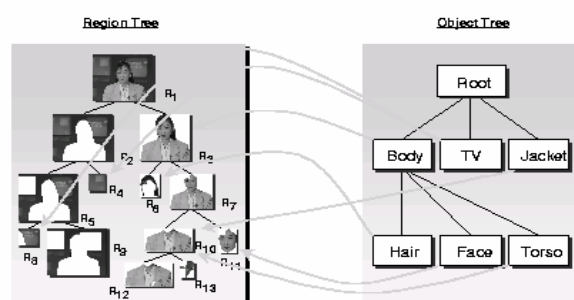 Region Tree
Object Tree
Root
R1
Body
TV
Jacket
R2
R3
R4
R6
R7
R5
R8
R9
R10
R11
Hair
Face
Torso
R12
R13